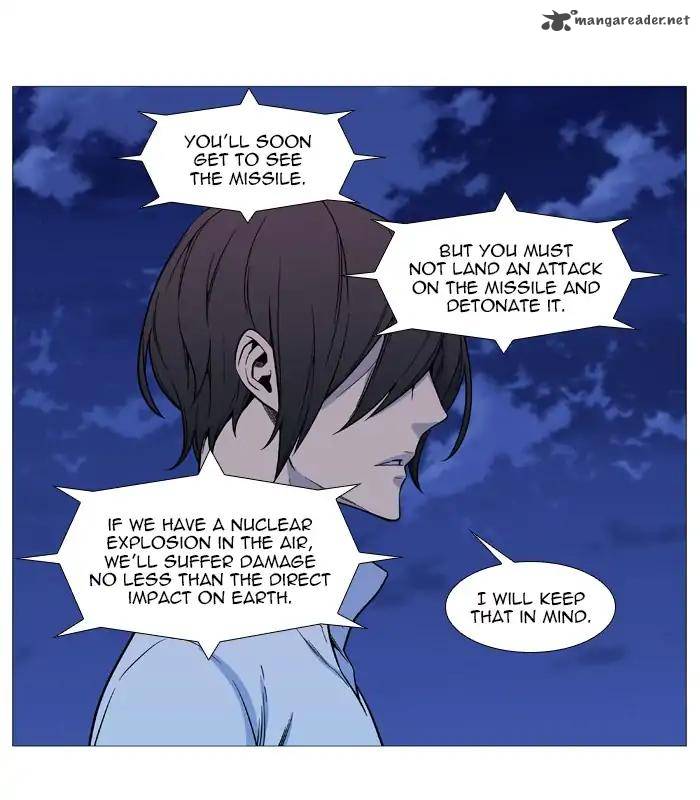 mangareader.net
YOU'LL SOON
GET TO SEE
THE MISSILE.
BUT YOU MUST
NOT LAND AN ATTACK
ON THE MISSILE AND
DETONATE IT.
IF WE HAVE A NUCLEAR
EXPLOSION IN THE AIR,
WE'LL SUFFER DAMAGE
NO LESS THAN THE DIRECT
IMPACT ON EARTH.
I WILL KEEP
THAT IN MIND.